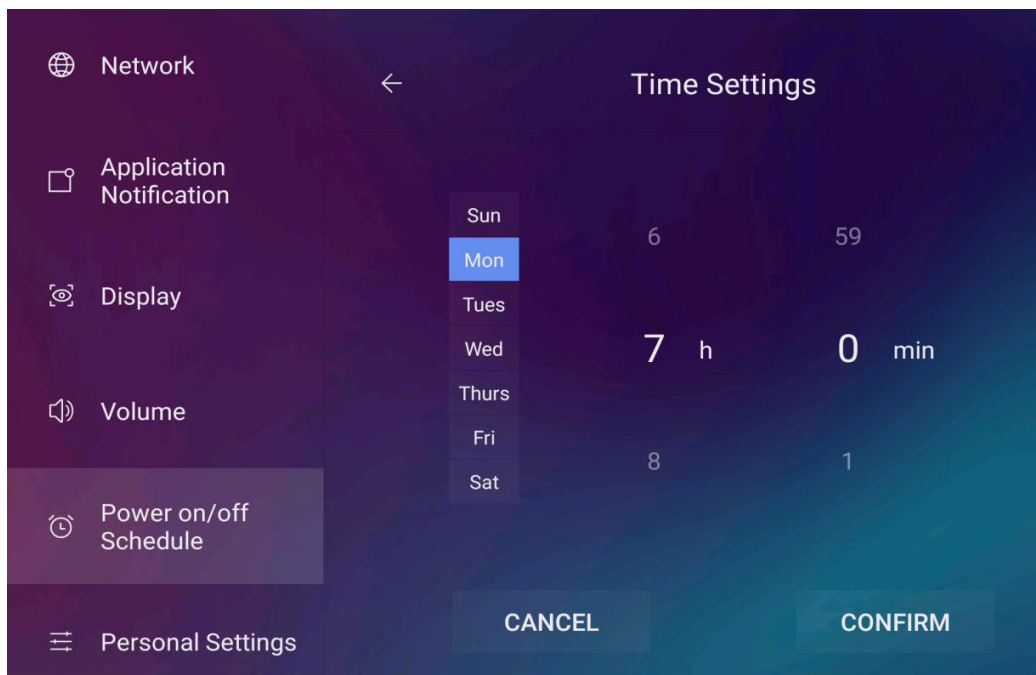 Network
Application
Notification
Display
Volume
Power on/off
Schedule
Personal Settings
Time Settings
Sun
Mon
Tues
Wed
Thurs
Fri
Sat
6 59
7 h 0 min
8 1
CANCEL CONFIRM